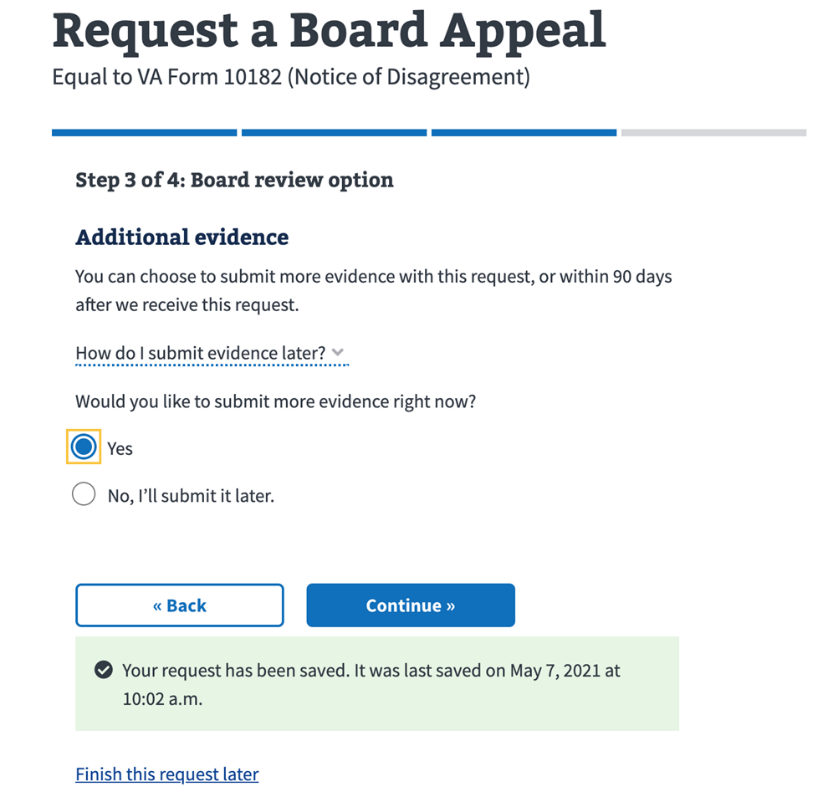 Request a Board Appeal
Equal to VA Form 10182 (Notice of Disagreement)
Step 3 of 4: Board review option
Additional evidence
You can choose to submit more evidence with this request, or within 90 days
after we receive this request.
How do I submit evidence later?
Would you like to submit more evidence right now?
Yes
No, I’ll submit it later.
« Back
Continue »
Your request has been saved. It was last saved on May 7, 2021 at
10:02 a.m.
Finish this request later